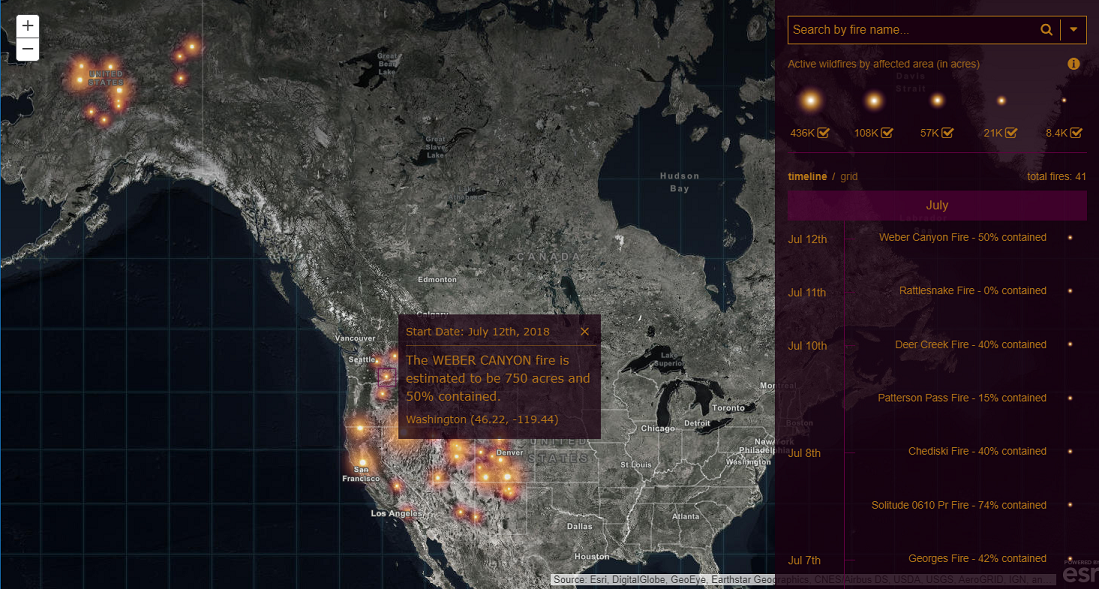 +
−
UNITED
STATES
Great
Bear
Lake
Great
Slave
Lake
Hudson
Bay
CANADA
Edmonton
Calgary
Vancouver
Seattle
Start Date: July 12th, 2018 ×
The WEBER CANYON fire is
estimated to be 750 acres and
50% contained.
Washington (46.22, -119.44)
Lake
Superior
Toronto
Chicago
Detroit
UNITED
STATES
Denver
St Louis
New York
Philadelphia
Washington
San
Francisco
Los Angeles
Atlanta
Dallas
Houston
Montreal
Boston
Davis
Strait
Labrador
Sea
Search by fire name...
Active wildfires by affected area (in acres)
436K 108K 57K 21K 8.4K
timeline / grid total fires: 41
July
Jul 12th Weber Canyon Fire - 50% contained
Jul 11th Rattlesnake Fire - 0% contained
Jul 10th Deer Creek Fire - 40% contained
Patterson Pass Fire - 15% contained
Jul 8th Chediski Fire - 40% contained
Solitude 0610 Pr Fire - 74% contained
Jul 7th Georges Fire - 42% contained
Source: Esri, DigitalGlobe, GeoEye, Earthstar Geographics, CNES/Airbus DS, USDA, USGS, AeroGRID, IGN, an...
POWERED BY
esri